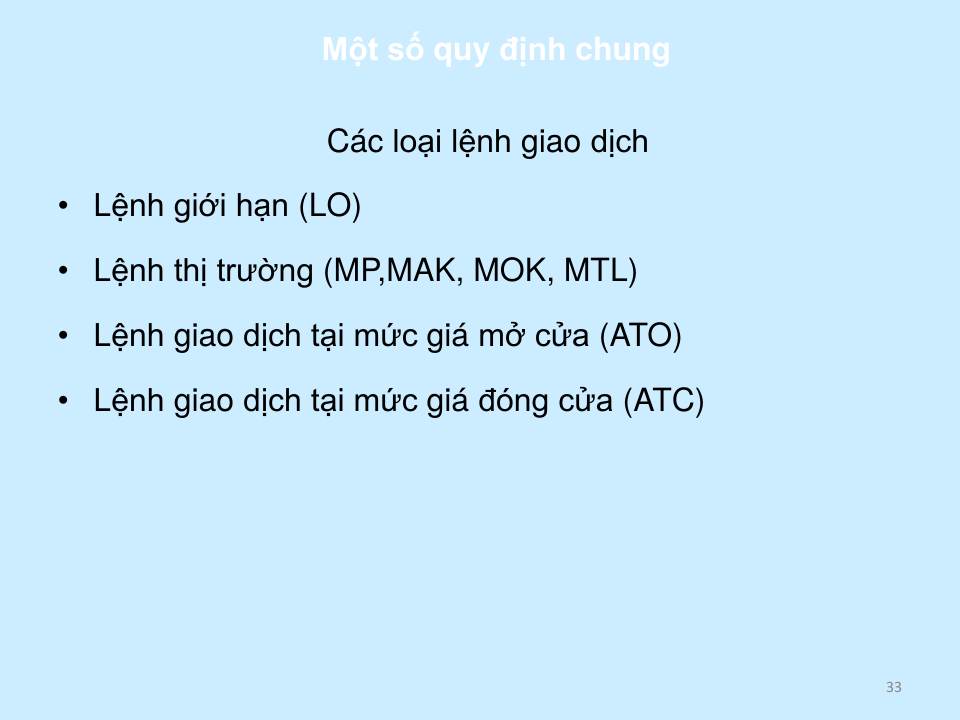 Một số quy định chung
Các loại lệnh giao dịch
• Lệnh giới hạn (LO)
• Lệnh thị trường (MP,MAK, MOK, MTL)
• Lệnh giao dịch tại mức giá mở cửa (ATO)
• Lệnh giao dịch tại mức giá đóng cửa (ATC)
33